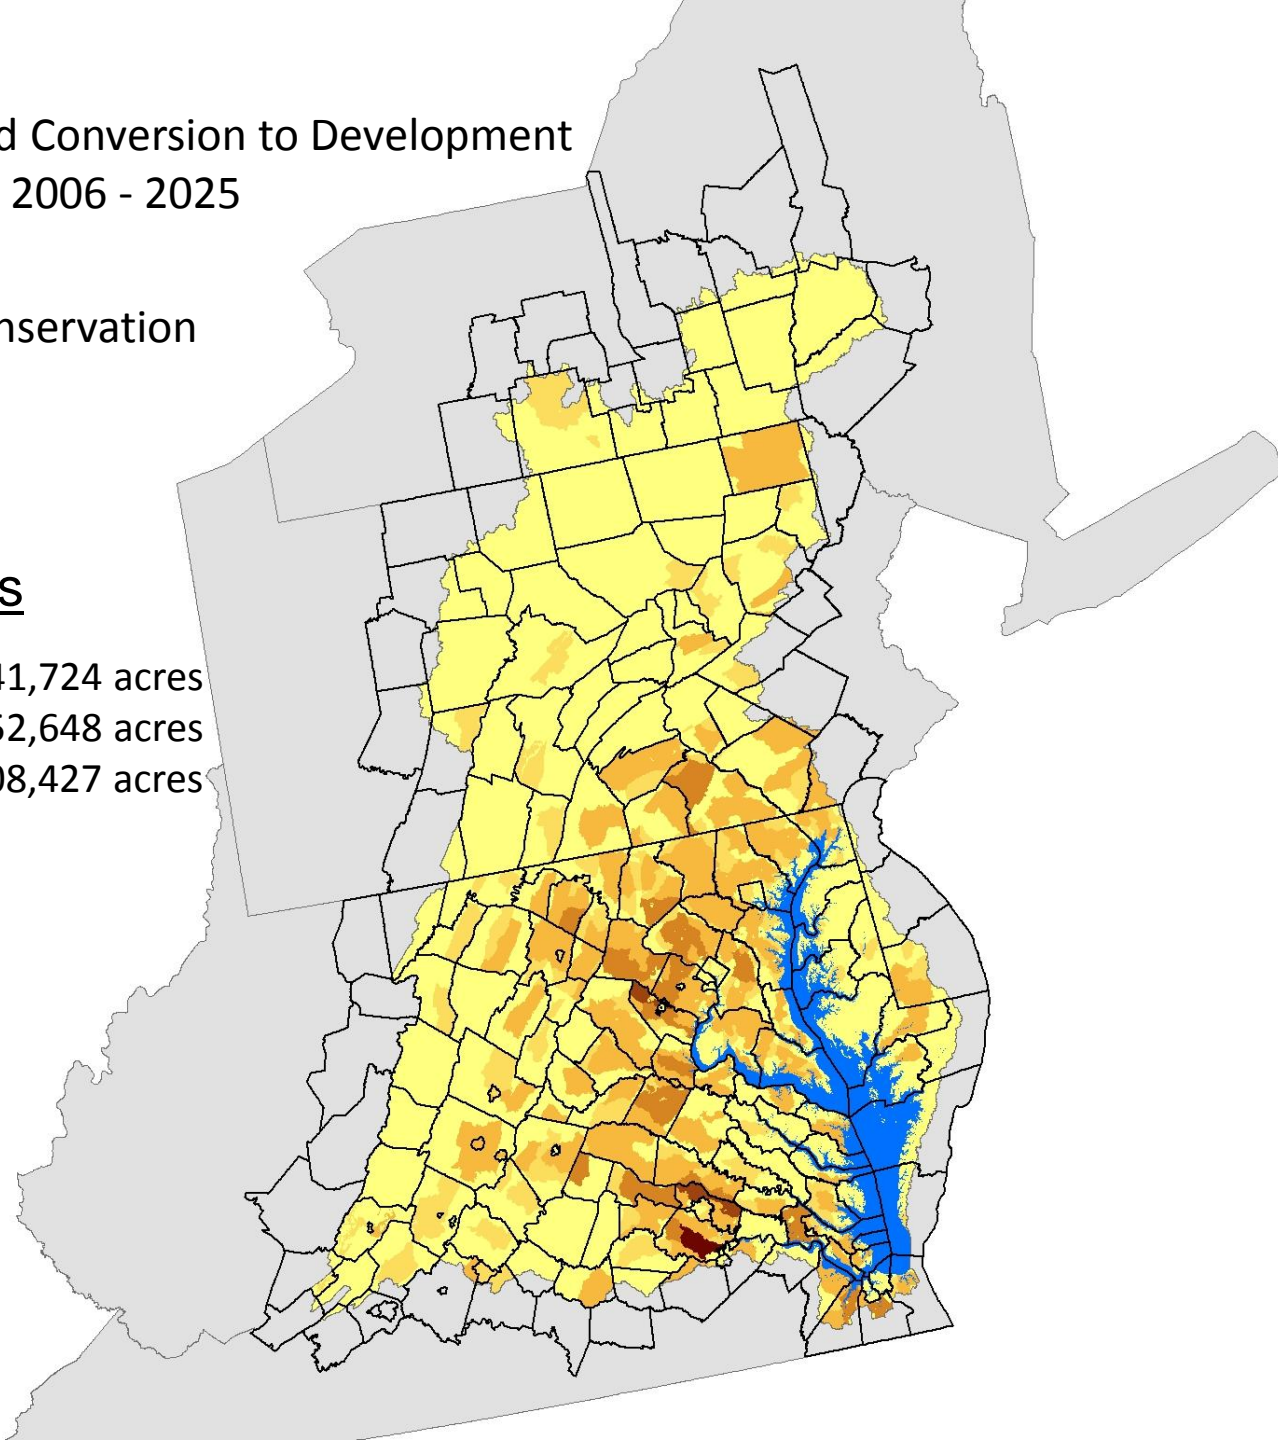 d Conversion to Development
2006 - 2025
nservation
s
41,724 acres
52,648 acres
08,427 acres